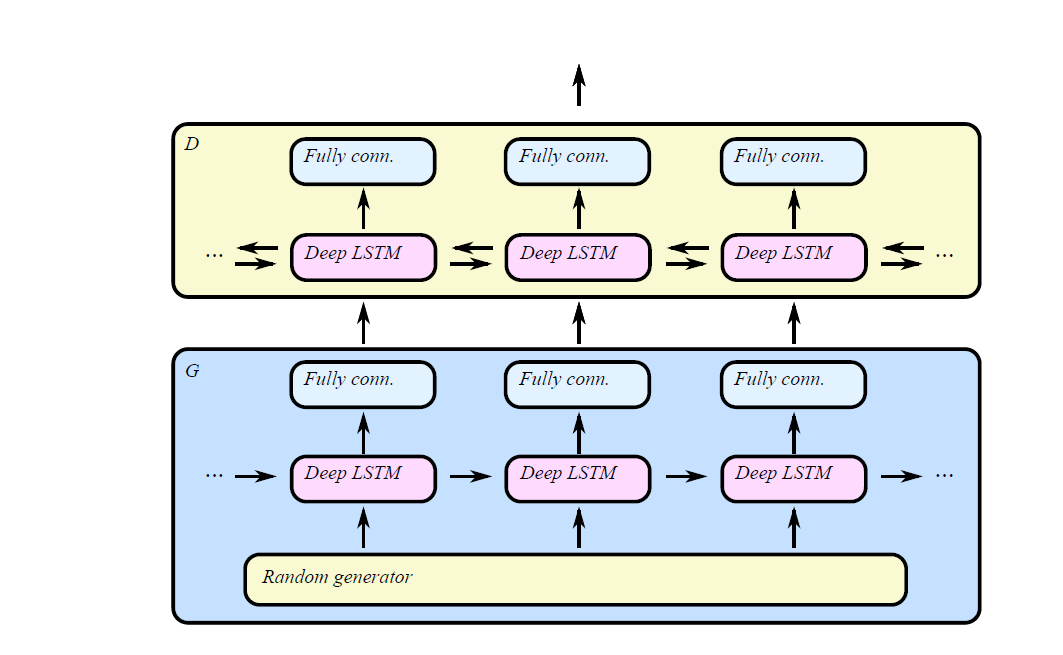 D
Fully conn. Fully conn. Fully conn.
... Deep LSTM Deep LSTM Deep LSTM ...
G
Fully conn. Fully conn. Fully conn.
... Deep LSTM Deep LSTM Deep LSTM ...
Random generator